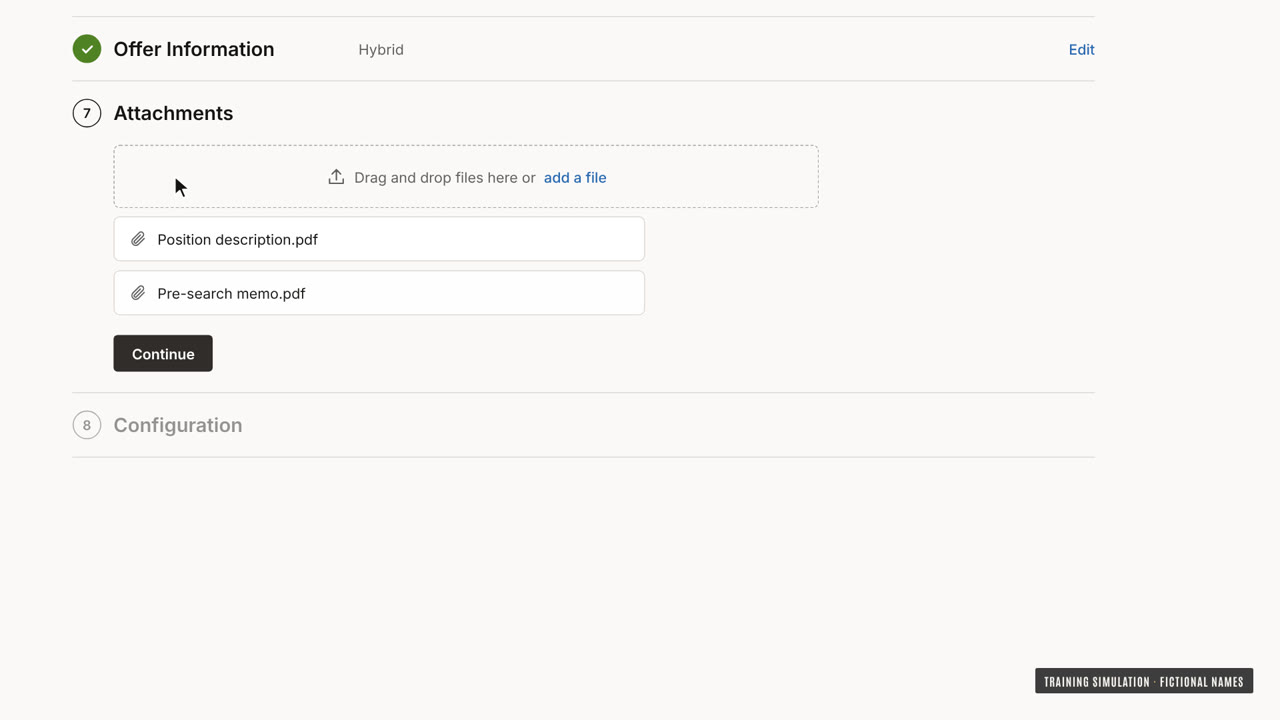 Offer Information
Hybrid
Edit
7
Attachments
Drag and drop files here or add a file
Position description.pdf
Pre-search memo.pdf
Continue
8
Configuration
TRAINING SIMULATION · FICTIONAL NAMES